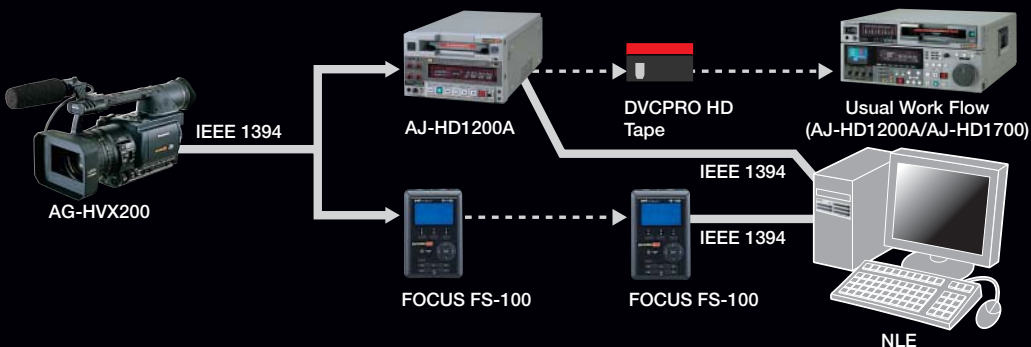 IEEE 1394
AG-HVX200
AJ-HD1200A
DVCPRO HD
Tape
Usual Work Flow
(AJ-HD1200A/AJ-HD1700)
IEEE 1394
FOCUS FS-100
FOCUS FS-100
IEEE 1394
NLE